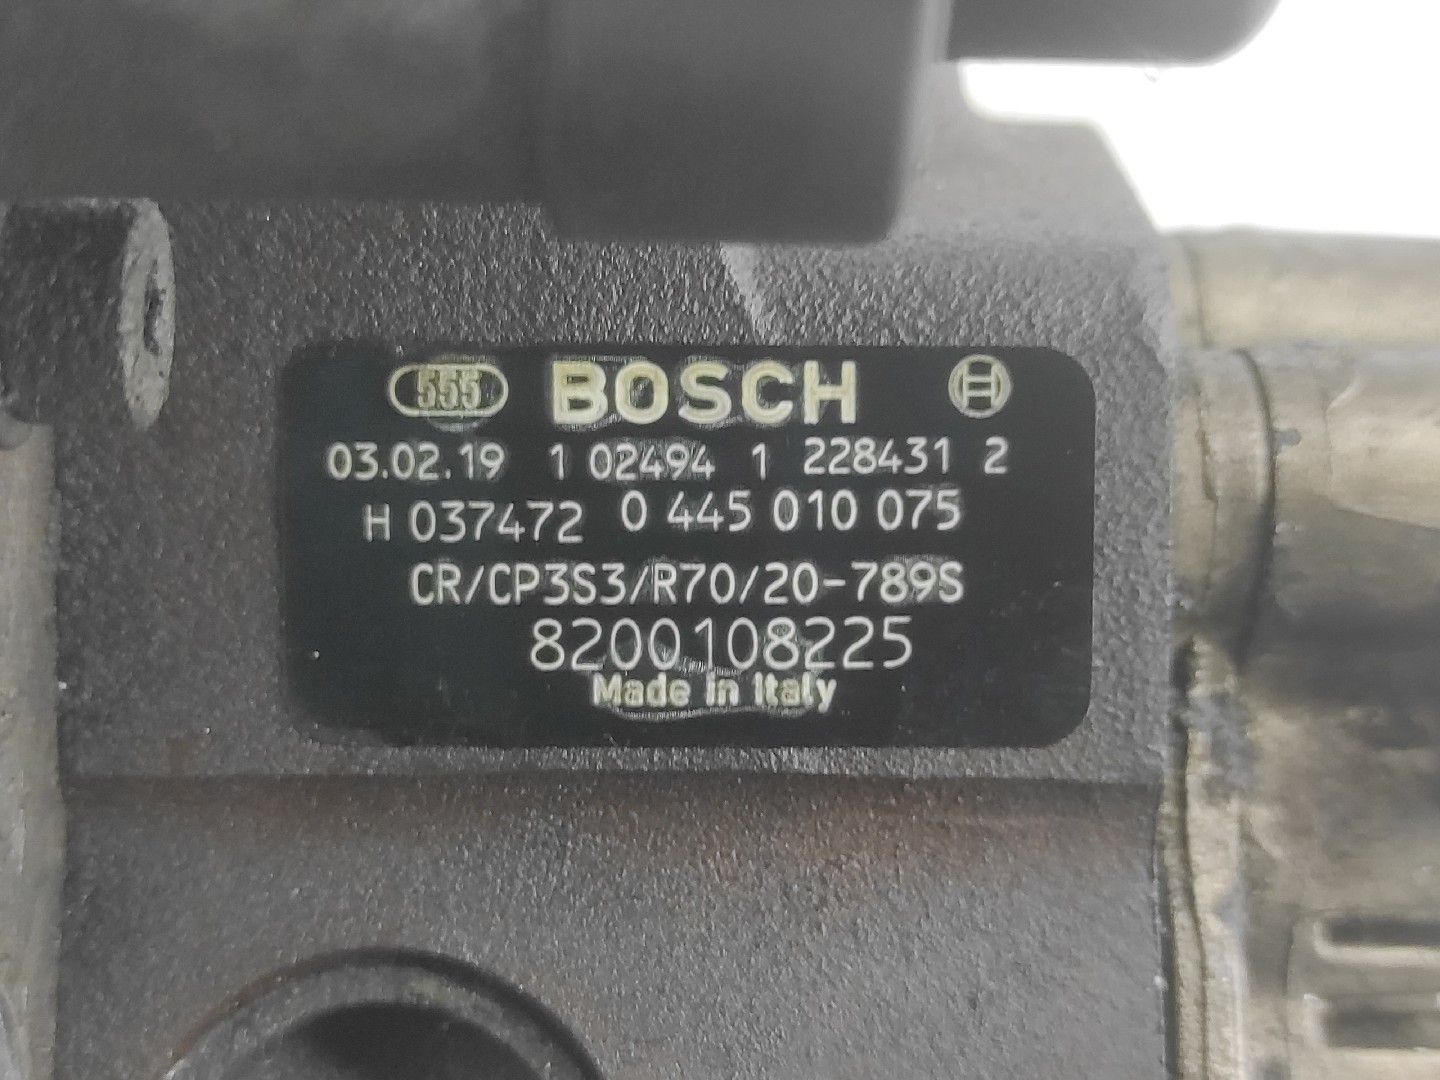 555 BOSCH
03.02.19 1 02494 1 228431 2
H 037472 0 445 010 075
CR/CP3S3/R70/20-789S
8200108225
Made in Italy